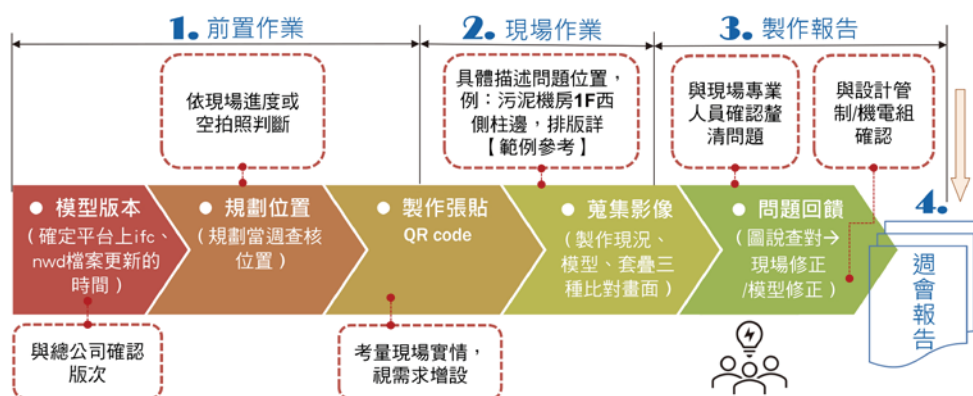 1. 前置作業
2. 現場作業
3. 製作報告
依現場進度或
空拍照判斷
具體描述問題位置，
例：污泥機房1F西
側柱邊，排版詳
【範例參考】
與現場專業
人員確認釐
清問題
與設計管
制/機電組
確認
● 模型版本
（確定平台上ifc、
nwd檔案更新的
時間）
● 規劃位置
（規劃當週查核
位置）
● 製作張貼
QR code
● 蒐集影像
（製作現況、
模型、套疊三
種比對畫面）
● 問題回饋
（圖說查對→
現場修正
/模型修正）
4.
週會報告
與總公司確認
版次
考量現場實情，
視需求增設